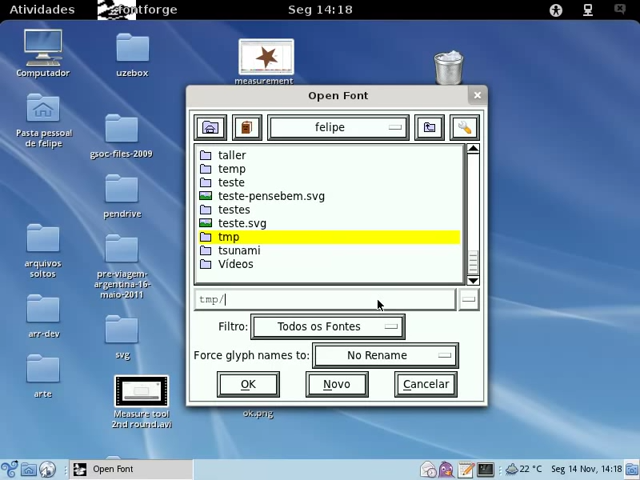 Atividades
fontforge
Seg 14:18
Computador
uzebox
measurement
Pasta pessoal
de felipe
gsoc-files-2009
pendrive
arquivos
soltos
pre-viagem-
argentina-16-
maio-2011
arr-dev
svg
arte
Measure tool
2nd round.avi
ok.png
Open Font
felipe
taller
temp
teste
teste-pensebem.svg
testes
teste.svg
tmp
tsunami
Vídeos
tmp/
Filtro: Todos os Fontes
Force glyph names to: No Rename
OK Novo Cancelar
Open Font
22 °C Seg 14 Nov, 14:18